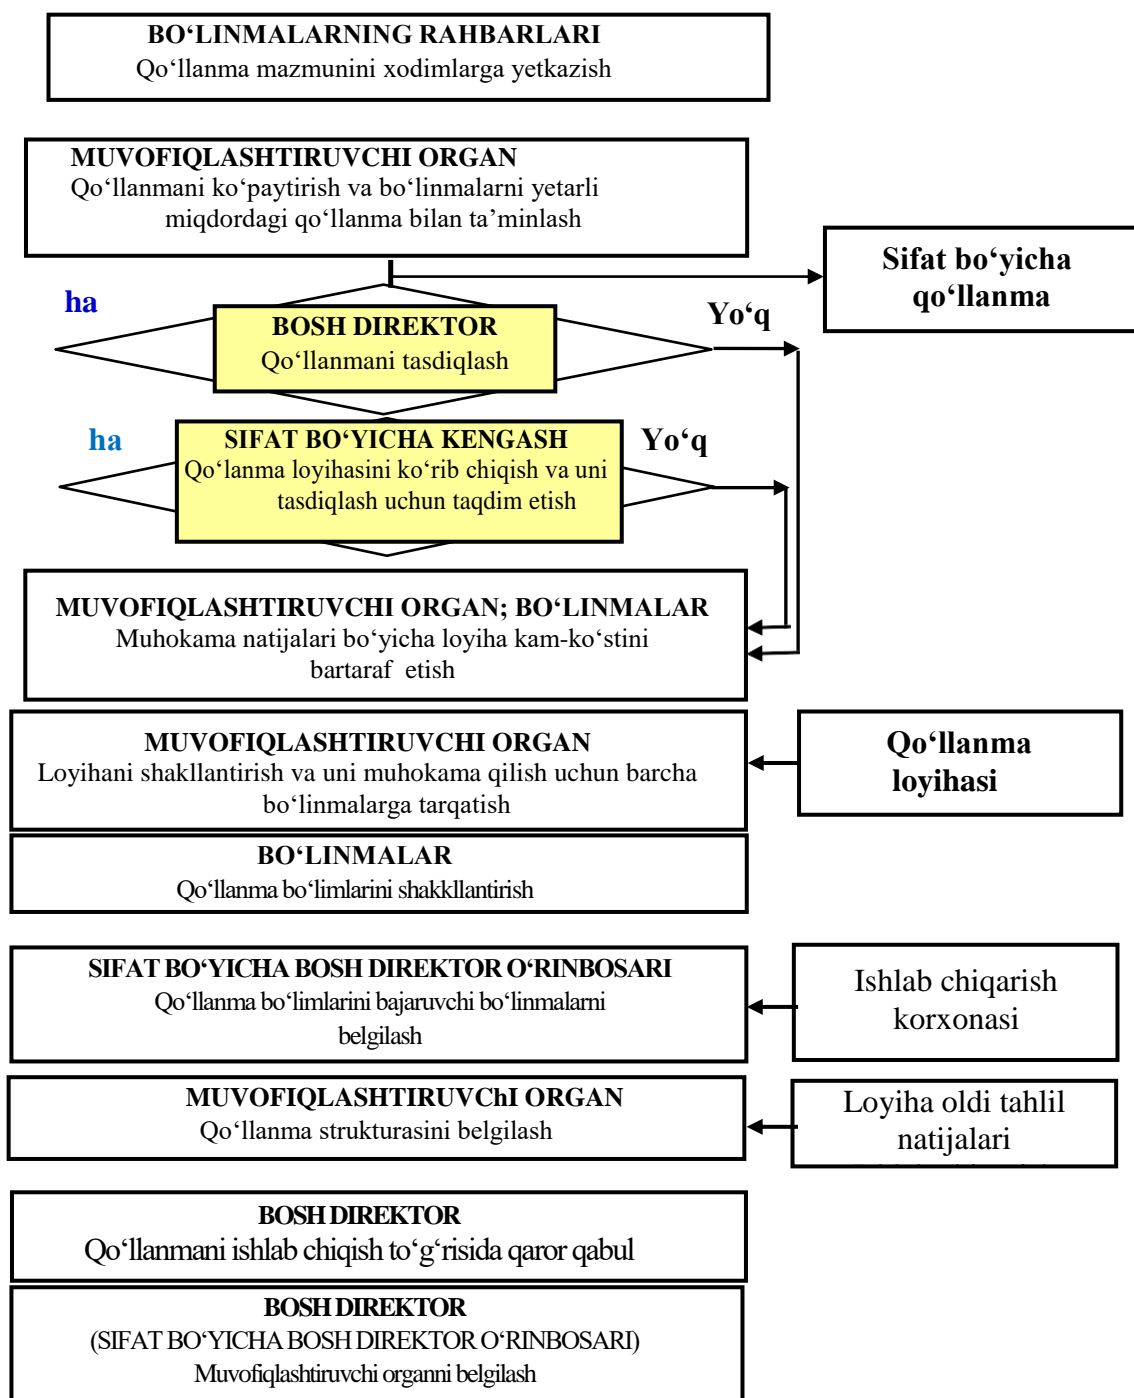 BO‘LINMALARNING RAHBARLARI
Qo‘llanma mazmunini xodimlarga yetkazish
MUVOFIQLASHTIRUVCHI ORGAN
Qo‘llanmani ko‘paytirish va bo‘linmalarni yetarli
miqdordagi qo‘llanma bilan ta’minlash
Sifat bo‘yicha
qo‘llanma
ha
Yo‘q
BOSH DIREKTOR
Qo‘llanmani tasdiqlash
ha
Yo‘q
SIFAT BO‘YICHA KENGASH
Qo‘lanma loyihasini ko‘rib chiqish va uni
tasdiqlash uchun taqdim etish
MUVOFIQLASHTIRUVCHI ORGAN; BO‘LINMALAR
Muhokama natijalari bo‘yicha loyiha kam-ko‘stini
bartaraf etish
MUVOFIQLASHTIRUVCHI ORGAN
Loyihani shakllantirish va uni muhokama qilish uchun barcha
bo‘linmalarga tarqatish
Qo‘llanma
loyihasi
BO‘LINMALAR
Qo‘llanma bo‘limlarini shakkllantirish
SIFAT BO‘YICHA BOSH DIREKTOR O‘RINBOSARI
Qo‘llanma bo‘limlarini bajaruvchi bo‘linmalarni
belgilash
Ishlab chiqarish
korxonasi
MUVOFIQLASHTIRUVChI ORGAN
Qo‘llanma strukturasini belgilash
Loyiha oldi tahlil
natijalari
BOSH DIREKTOR
Qo‘llanmani ishlab chiqish to‘g‘risida qaror qabul
BOSH DIREKTOR
(SIFAT BO‘YICHA BOSH DIREKTOR O‘RINBOSARI)
Muvofiqlashtiruvchi organni belgilash